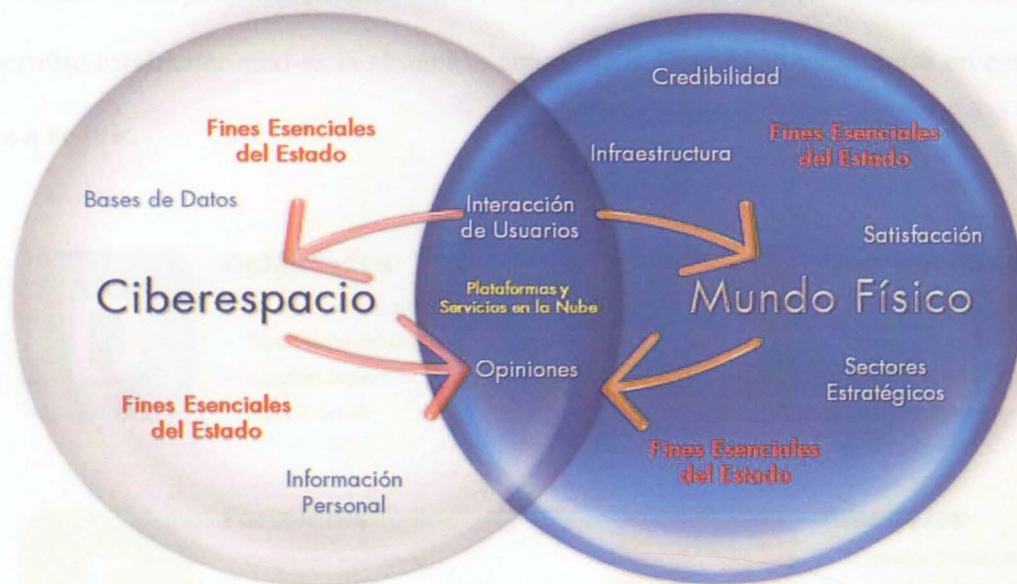 Credibilidad
Fines Esenciales
del Estado
Fines Esenciales
del Estado
Infraestructura
Bases de Datos
Interacción
de Usuarios
Satisfacción
Ciberespacio
Plataformas y
Servicios en la Nube
Mundo Físico
Opiniones
Sectores
Estratégicos
Fines Esenciales
del Estado
Fines Esenciales
del Estado
Información
Personal